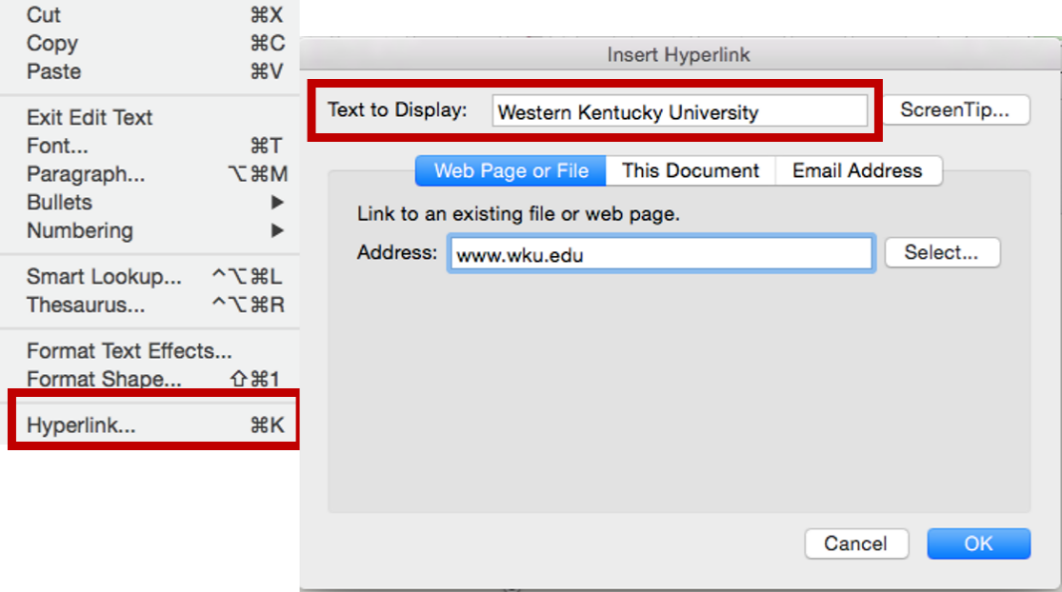 Cut ⌘X
Copy ⌘C
Paste ⌘V
Exit Edit Text
Font... ⌘T
Paragraph... ⌥⌘M
Bullets ▶
Numbering ▶
Smart Lookup... ^⌥⌘L
Thesaurus... ^⌥⌘R
Format Text Effects...
Format Shape... ⇧⌘1
Hyperlink... ⌘K
Insert Hyperlink
Text to Display: Western Kentucky University ScreenTip...
Web Page or File This Document Email Address
Link to an existing file or web page.
Address: www.wku.edu Select...
Cancel OK